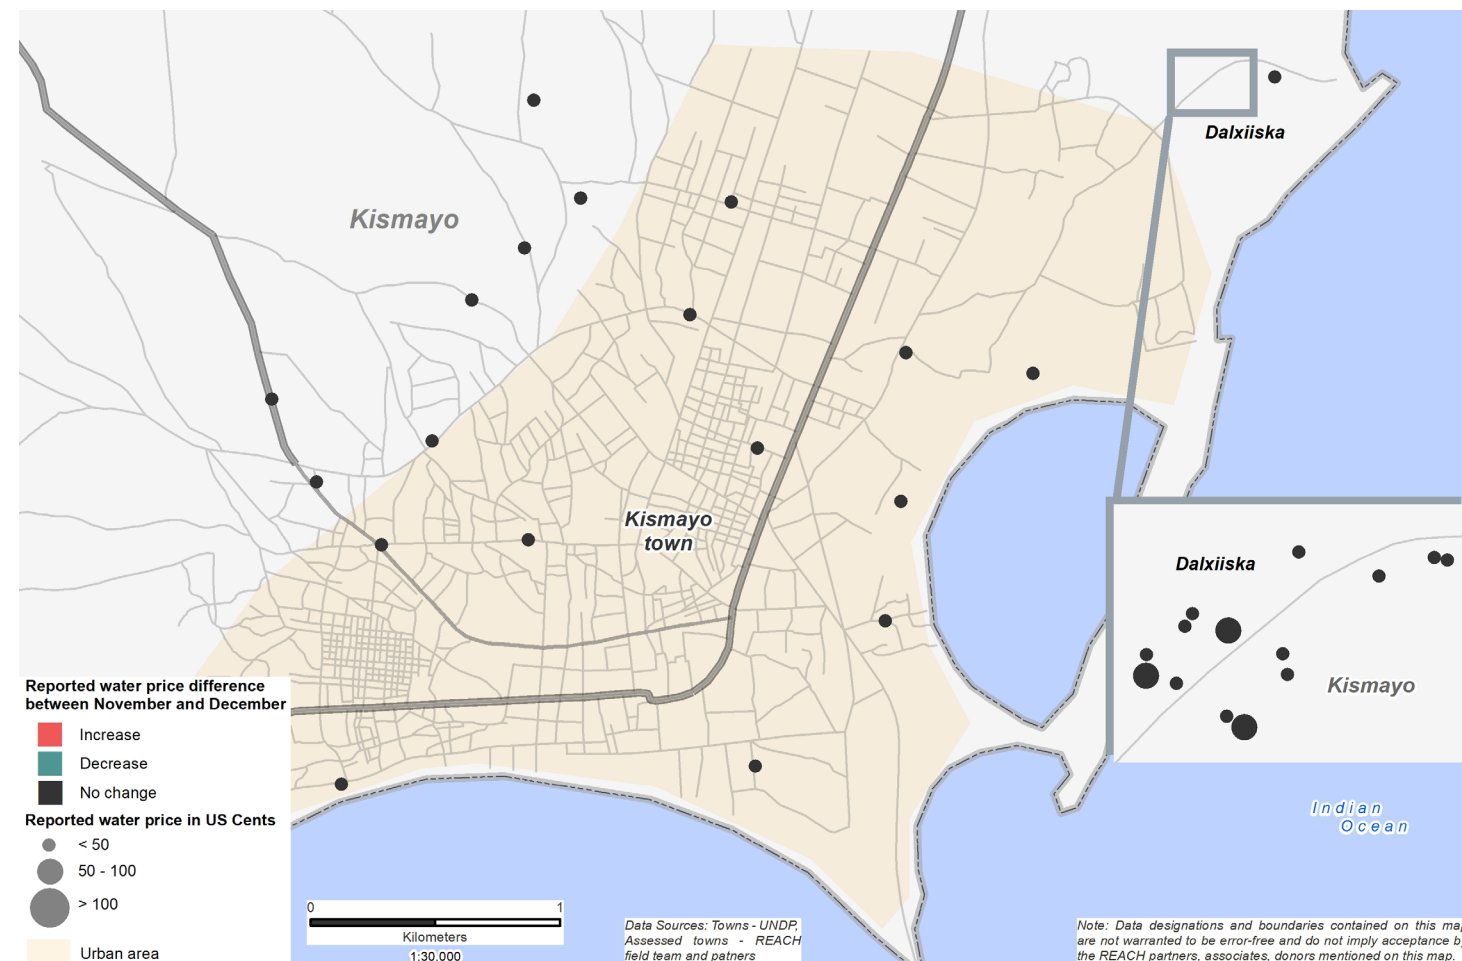 Dalxiiska
Kismayo
Kismayo
town
Dalxiiska
Kismayo
Indian
Ocean
Reported water price difference
between November and December
Increase
Decrease
No change
Reported water price in US Cents
< 50
50 - 100
> 100
Urban area
0 1
Kilometers
1:30,000
Data Sources: Towns - UNDP,
Assessed towns - REACH
field team and patners
Note: Data designations and boundaries contained on this map
are not warranted to be error-free and do not imply acceptance by
the REACH partners, associates, donors mentioned on this map.